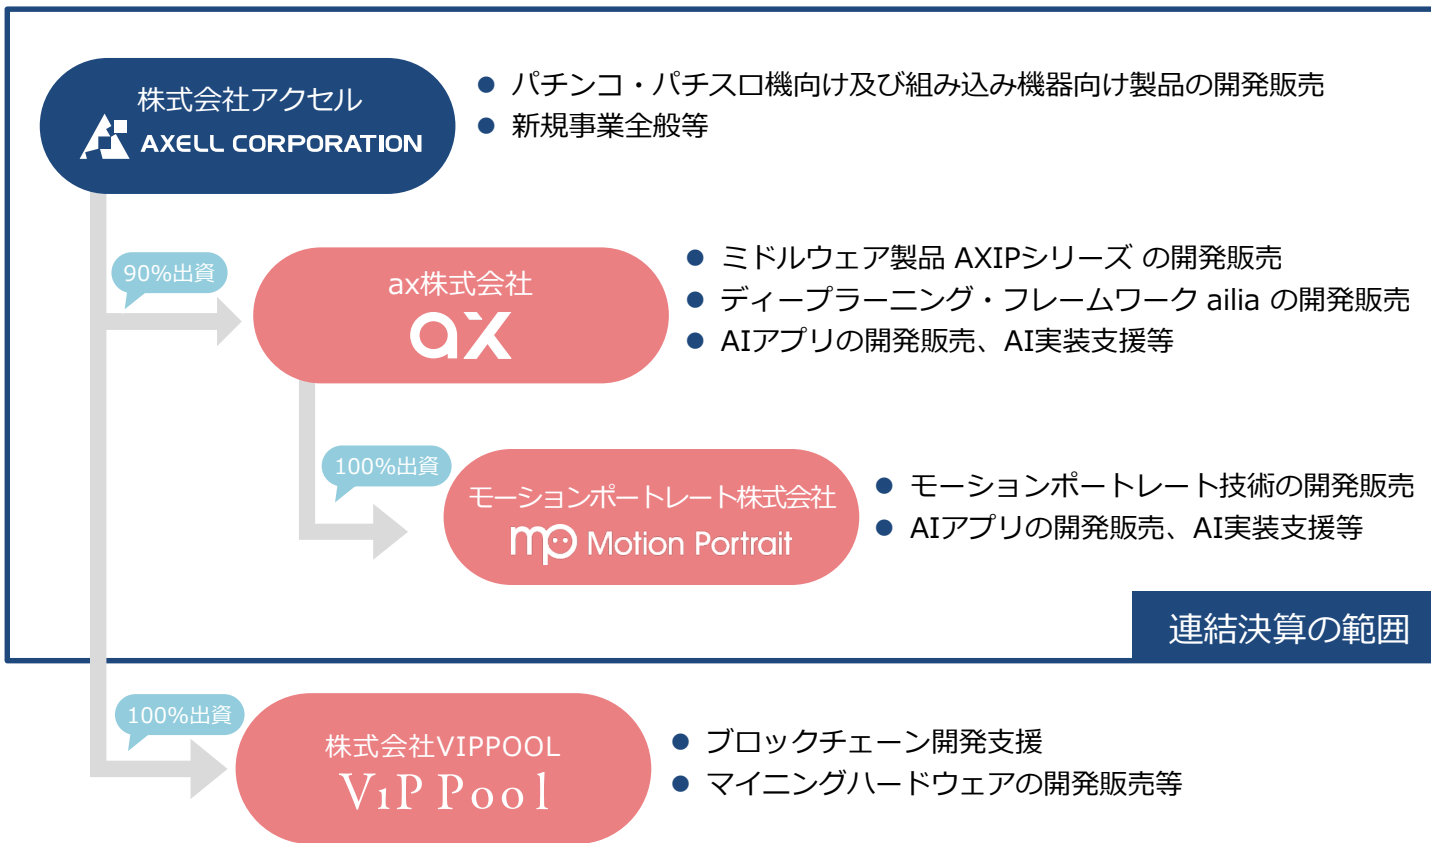 株式会社アクセル
AXELL CORPORATION
● パチンコ・パチスロ機向け及び組み込み機器向け製品の開発販売
● 新規事業全般等
90%出資
ax株式会社
ax
● ミドルウェア製品 AXIPシリーズ の開発販売
● ディープラーニング・フレームワーク ailia の開発販売
● AIアプリの開発販売、AI実装支援等
100%出資
モーションポートレート株式会社
mp Motion Portrait
● モーションポートレート技術の開発販売
● AIアプリの開発販売、AI実装支援等
連結決算の範囲
100%出資
株式会社VIPPOOL
ViP Pool
● ブロックチェーン開発支援
● マイニングハードウェアの開発販売等